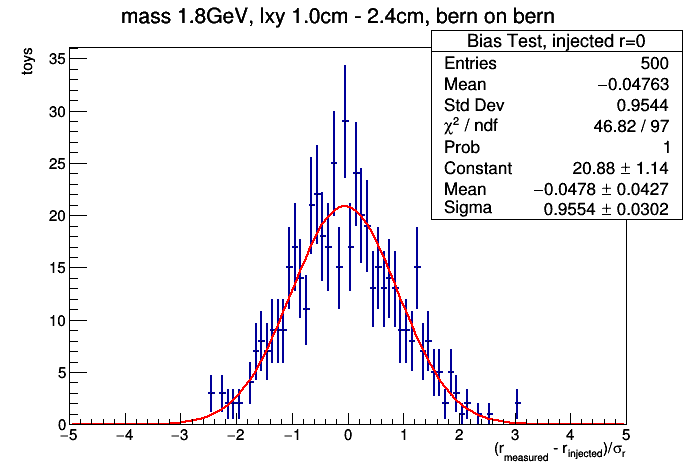 mass 1.8GeV, lxy 1.0cm - 2.4cm, bern on bern
Bias Test, injected r=0
Entries 500
Mean −0.04763
Std Dev 0.9544
χ² / ndf 46.82 / 97
Prob 1
Constant 20.88 ± 1.14
Mean −0.0478 ± 0.0427
Sigma 0.9554 ± 0.0302
toys
35
30
25
20
15
10
5
0
−5 −4 −3 −2 −1 0 1 2 3 4 5
(r_measured - r_injected)/σ_r